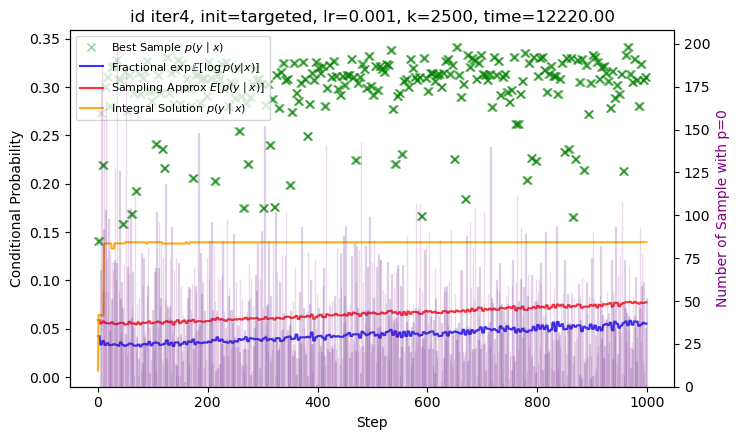 id iter4, init=targeted, lr=0.001, k=2500, time=12220.00
Best Sample p(y | x)
Fractional exp 𝔼[log p(y|x)]
Sampling Approx E[p(y | x)]
Integral Solution p(y | x)
Conditional Probability
0.35
0.30
0.25
0.20
0.15
0.10
0.05
0.00
200
175
150
125
100
75
50
25
0
Number of Sample with p=0
0 200 400 600 800 1000
Step